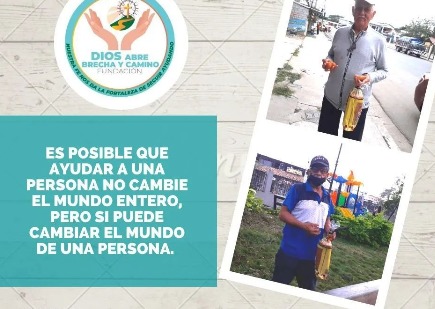 DIOS ABRE
BRECHA Y CAMINO
FUNDACIÓN
ES POSIBLE QUE
AYUDAR A UNA
PERSONA NO CAMBIE
EL MUNDO ENTERO,
PERO SI PUEDE
CAMBIAR EL MUNDO
DE UNA PERSONA.